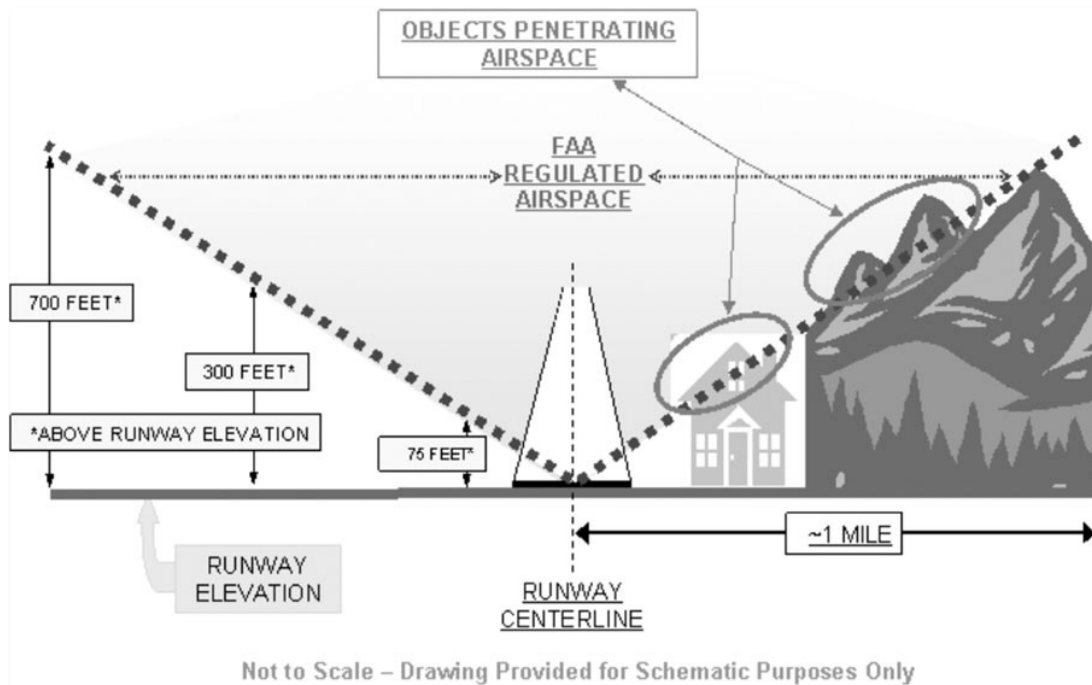 OBJECTS PENETRATING
AIRSPACE
FAA
REGULATED
AIRSPACE
700 FEET*
300 FEET*
*ABOVE RUNWAY ELEVATION
75 FEET*
~1 MILE
RUNWAY
ELEVATION
RUNWAY
CENTERLINE
Not to Scale – Drawing Provided for Schematic Purposes Only